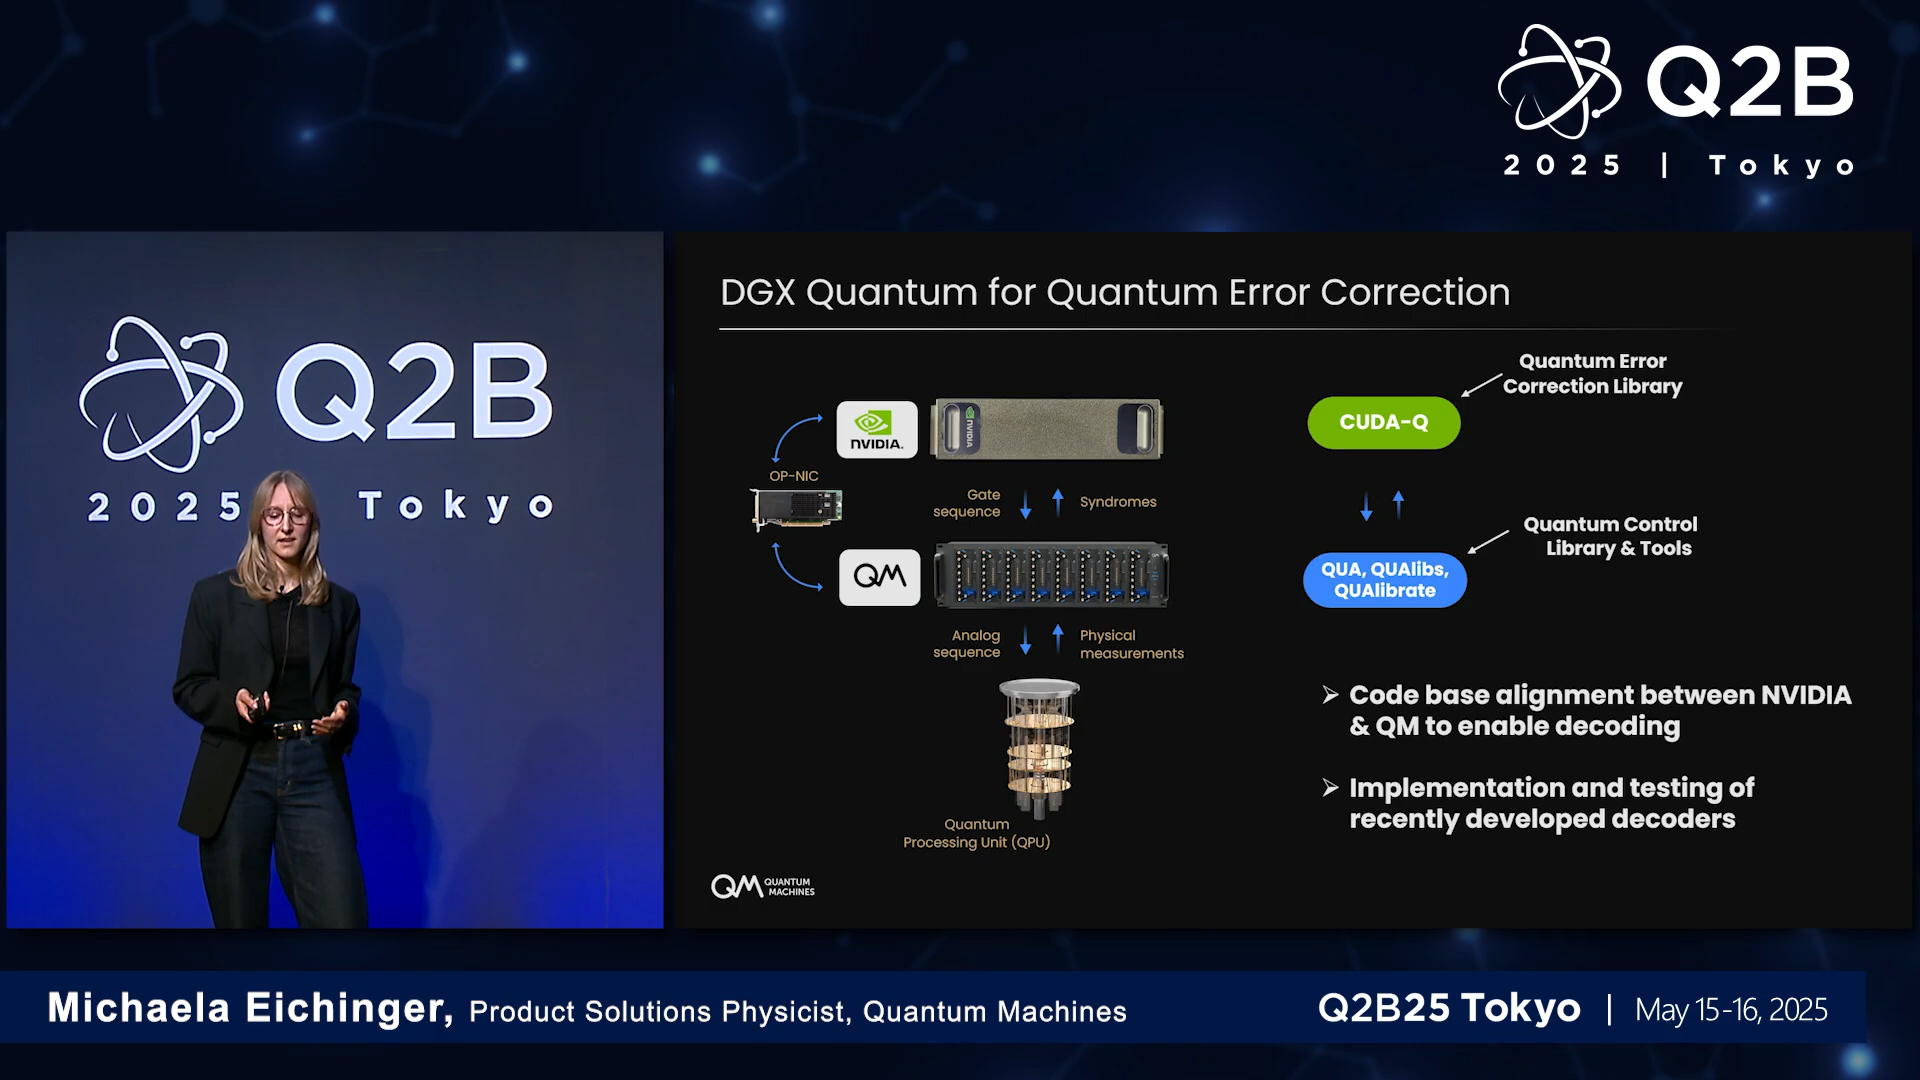 Q2B
2025 | Tokyo
Q2B
2025 Tokyo
DGX Quantum for Quantum Error Correction
Quantum Error
Correction Library
CUDA-Q
NVIDIA.
NVIDIA
OP-NIC
Gate
sequence
Syndromes
Quantum Control
Library & Tools
QM
QUA, QUAlibs,
QUAlibrate
Analog
sequence
Physical
measurements
Code base alignment between NVIDIA
& QM to enable decoding
Implementation and testing of
recently developed decoders
Quantum
Processing Unit (QPU)
QM QUANTUM
MACHINES
Michaela Eichinger, Product Solutions Physicist, Quantum Machines
Q2B25 Tokyo | May 15-16, 2025